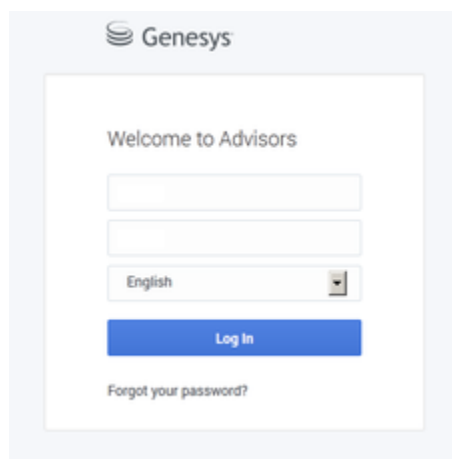 Genesys
Welcome to Advisors
English
Log In
Forgot your password?